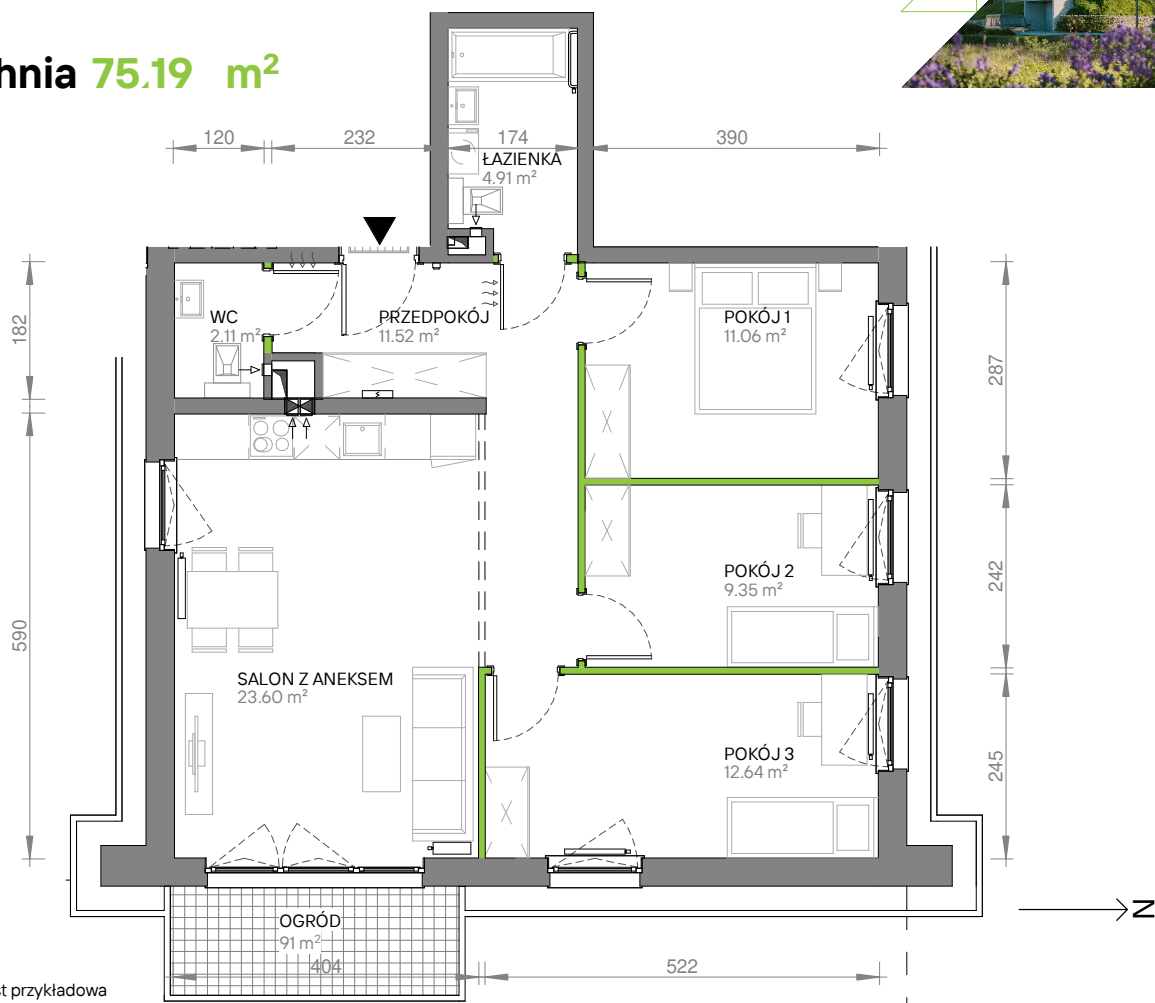 hnia 75.19 m²
120
232
174
390
ŁAZIENKA
4.91 m²
182
WC
2.11 m²
PRZEDPOKÓJ
11.52 m²
POKÓJ 1
11.06 m²
287
590
POKÓJ 2
9.35 m²
242
SALON Z ANEKSEM
23.60 m²
POKÓJ 3
12.64 m²
245
OGRÓD
91 m²
404
522
N
st przykładowa